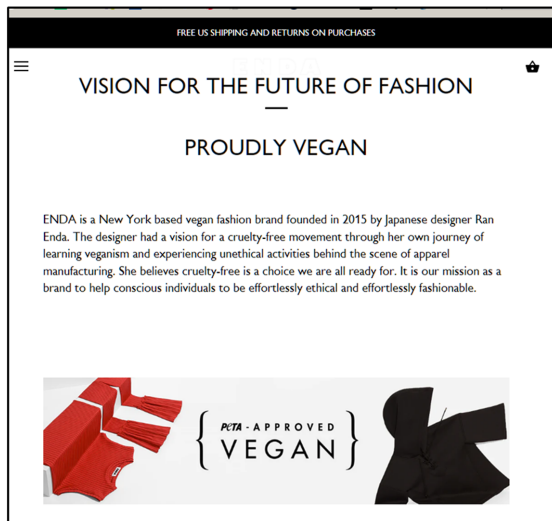 FREE US SHIPPING AND RETURNS ON PURCHASES
ENDA
VISION FOR THE FUTURE OF FASHION
PROUDLY VEGAN
ENDA is a New York based vegan fashion brand founded in 2015 by Japanese designer Ran
Enda. The designer had a vision for a cruelty-free movement through her own journey of
learning veganism and experiencing unethical activities behind the scene of apparel
manufacturing. She believes cruelty-free is a choice we are all ready for. It is our mission as a
brand to help conscious individuals to be effortlessly ethical and effortlessly fashionable.
PETA-APPROVED
VEGAN